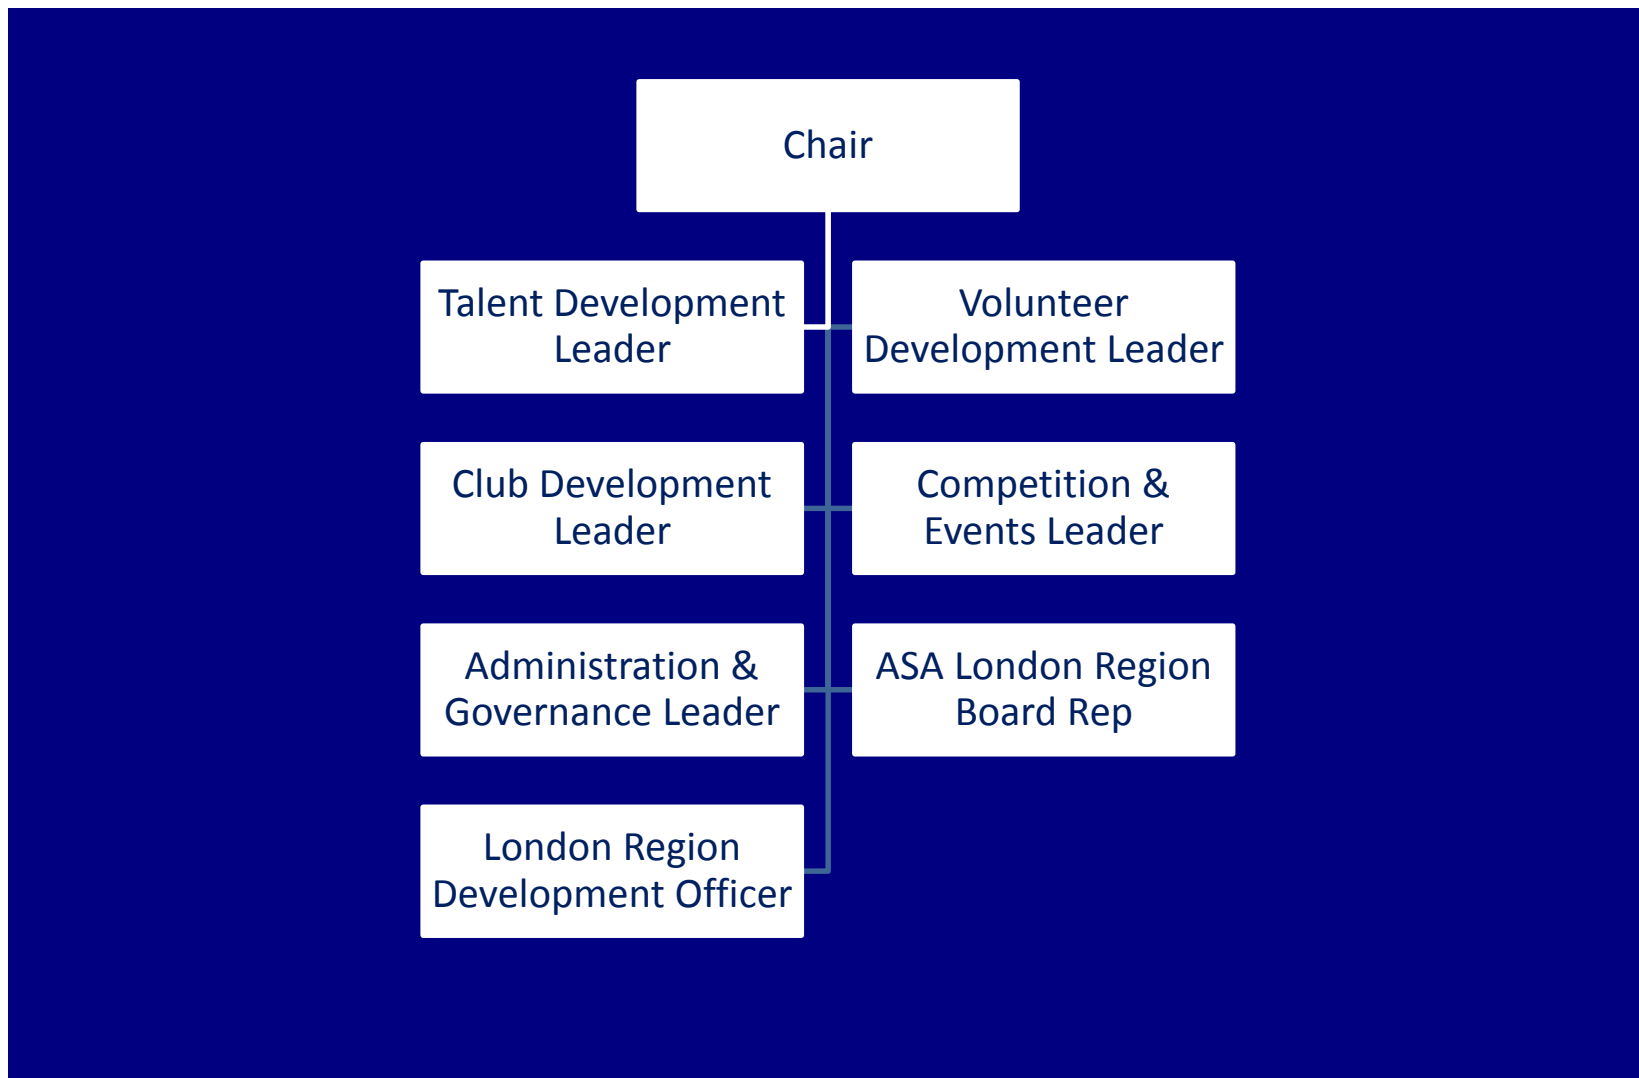 Chair
Talent Development
Leader
Volunteer
Development Leader
Club Development
Leader
Competition &
Events Leader
Administration &
Governance Leader
ASA London Region
Board Rep
London Region
Development Officer